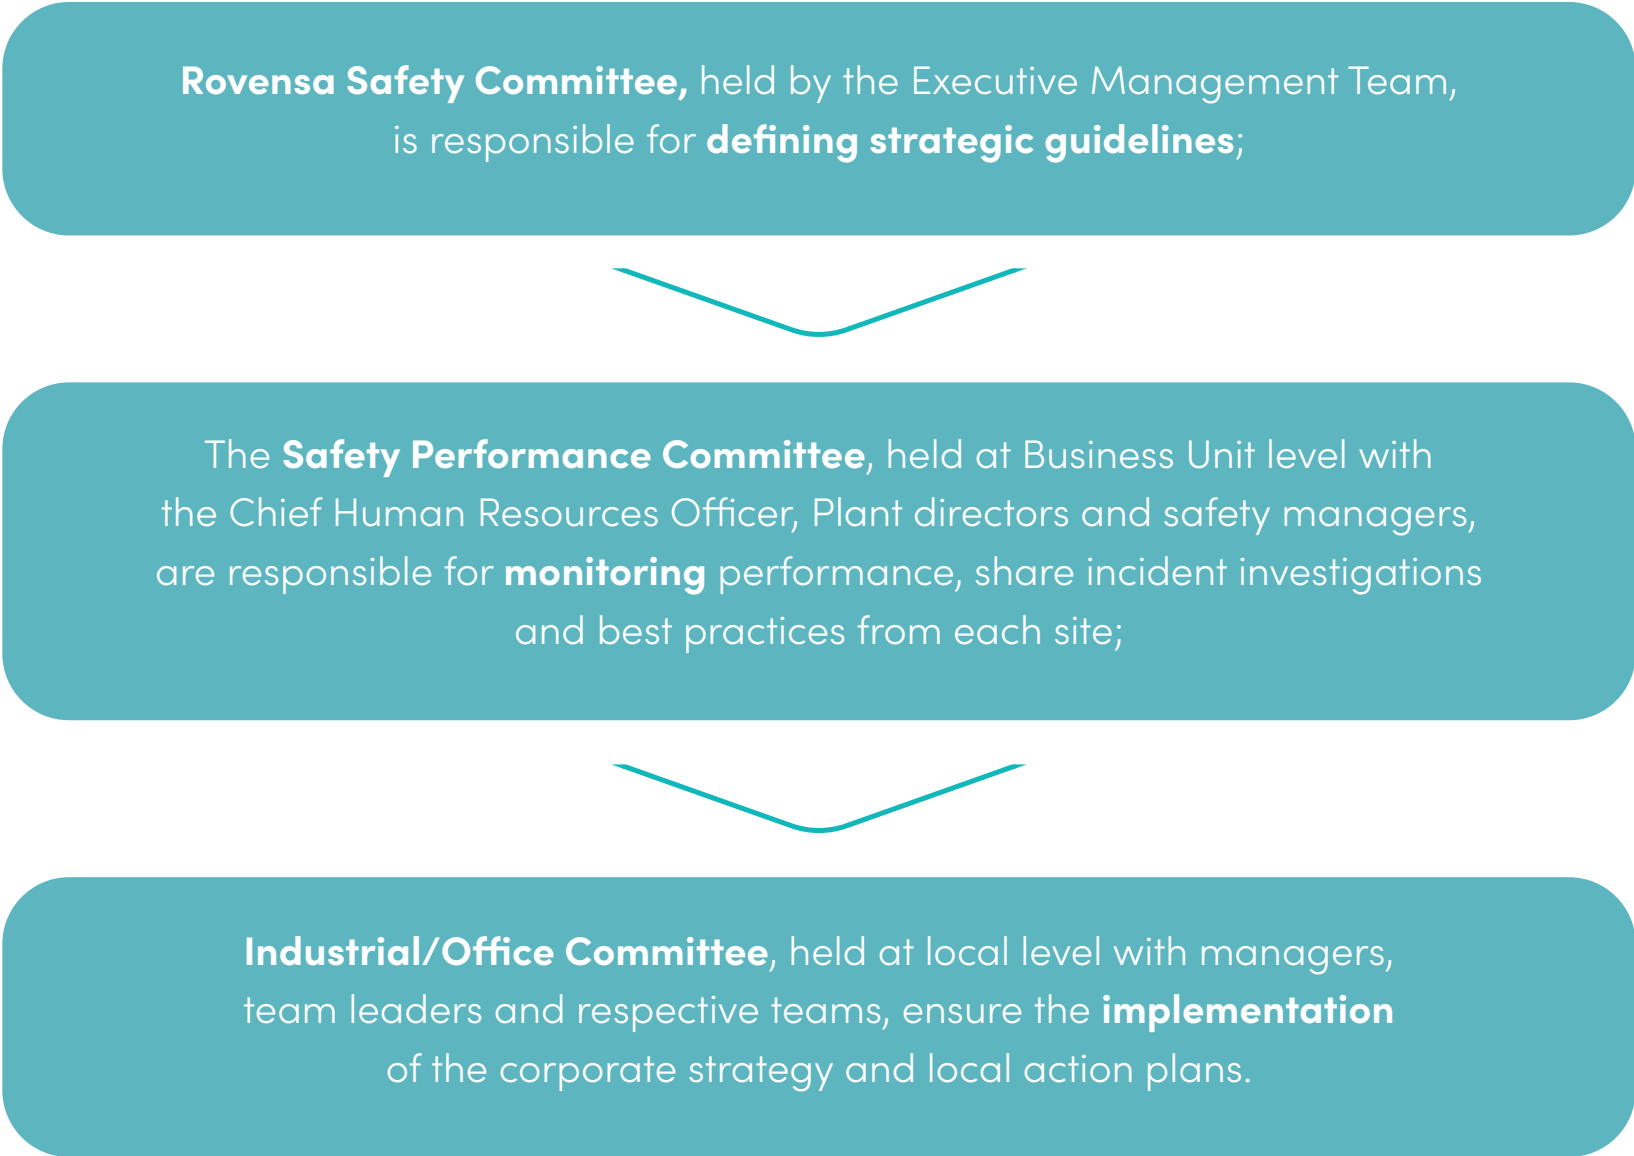 Rovensa Safety Committee, held by the Executive Management Team,
is responsible for defining strategic guidelines;
The Safety Performance Committee, held at Business Unit level with
the Chief Human Resources Officer, Plant directors and safety managers,
are responsible for monitoring performance, share incident investigations
and best practices from each site;
Industrial/Office Committee, held at local level with managers,
team leaders and respective teams, ensure the implementation
of the corporate strategy and local action plans.